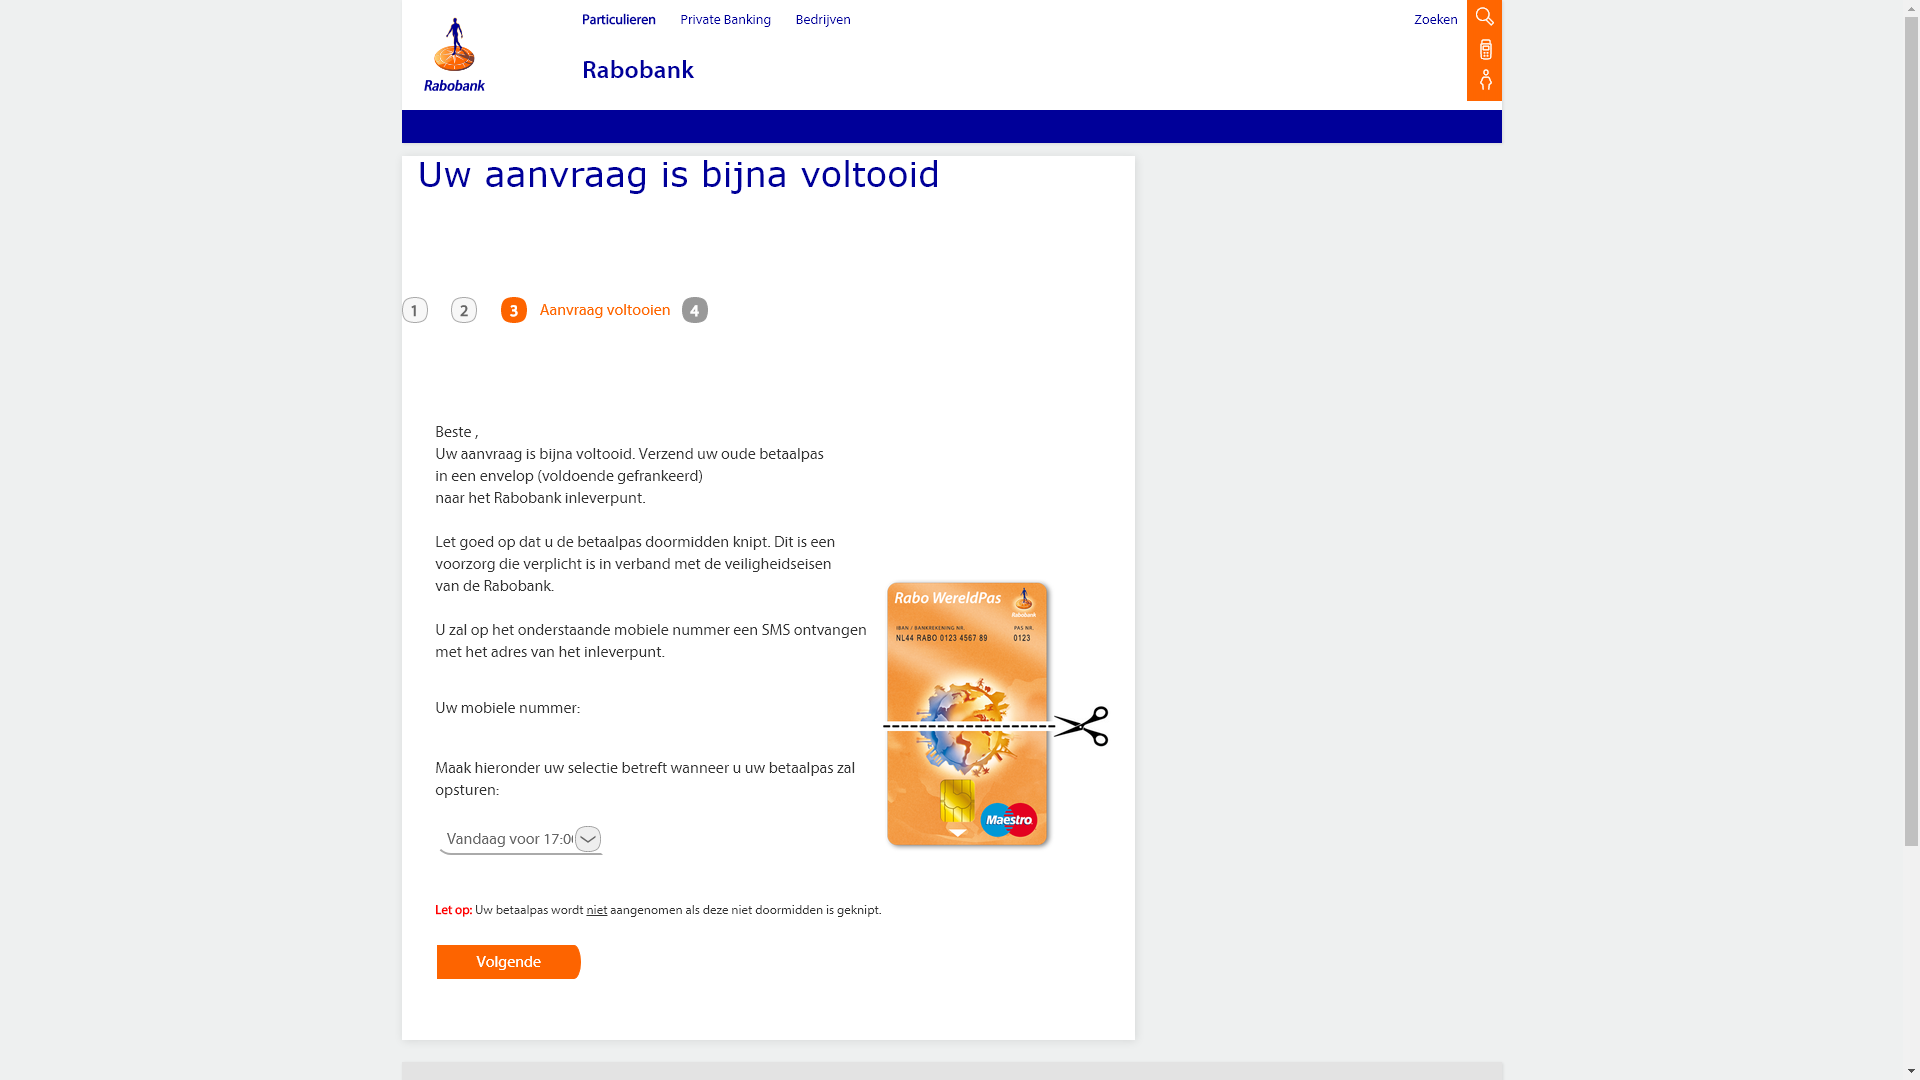 Particulieren Private Banking Bedrijven Zoeken
Rabobank
Rabobank
Uw aanvraag is bijna voltooid
1 2 3 Aanvraag voltooien 4
Beste ,
Uw aanvraag is bijna voltooid. Verzend uw oude betaalpas
in een envelop (voldoende gefrankeerd)
naar het Rabobank inleverpunt.
Let goed op dat u de betaalpas doormidden knipt. Dit is een
voorzorg die verplicht is in verband met de veiligheidseisen
van de Rabobank.
U zal op het onderstaande mobiele nummer een SMS ontvangen
met het adres van het inleverpunt.
Uw mobiele nummer:
Maak hieronder uw selectie betreft wanneer u uw betaalpas zal
opsturen:
Vandaag voor 17:00
Rabo WereldPas
Rabobank
IBAN / BANKREKENING NR. PAS NR.
NL44 RABO 0123 4567 89 0123
Maestro
Let op: Uw betaalpas wordt niet aangenomen als deze niet doormidden is geknipt.
Volgende